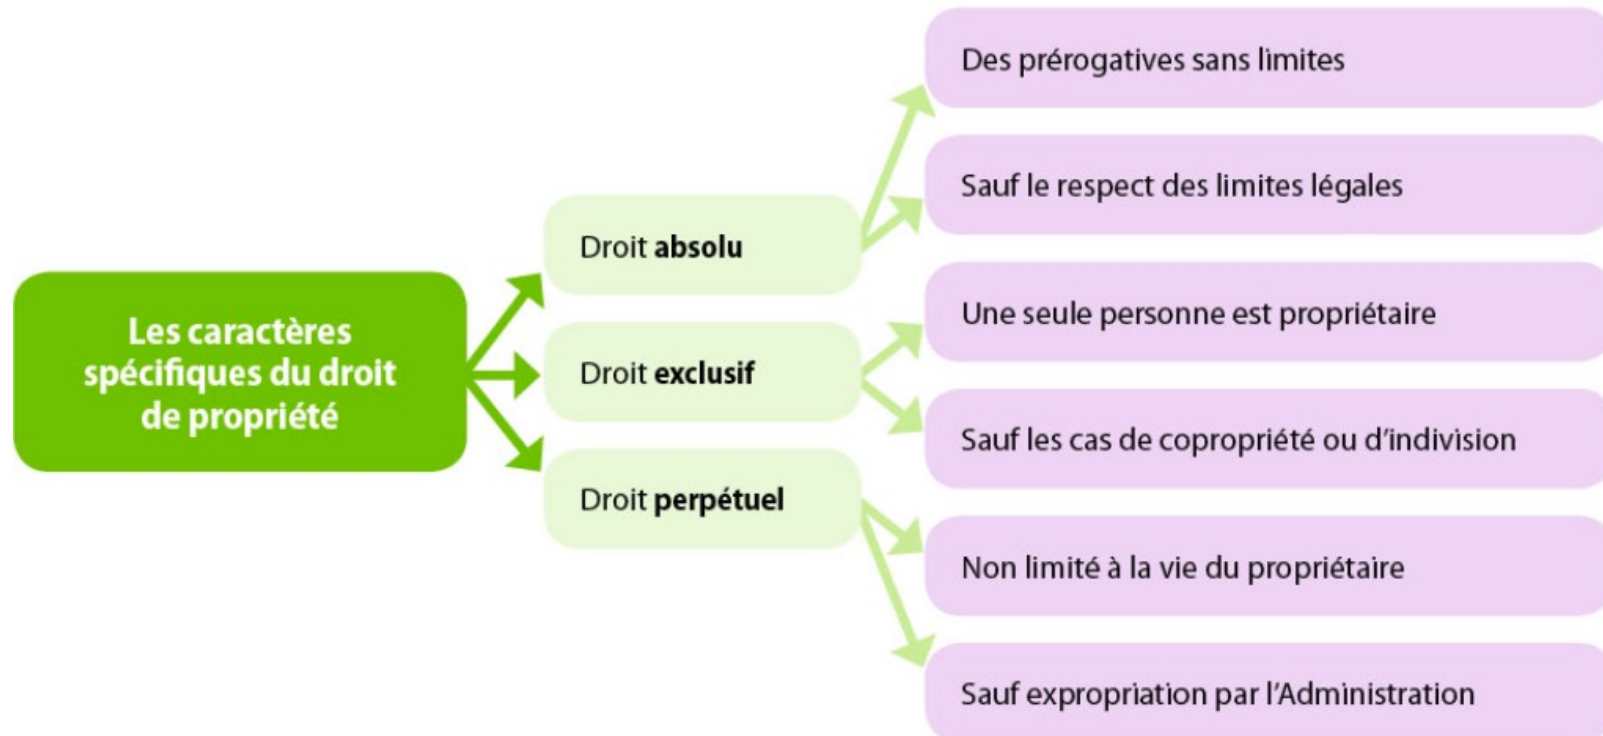 Les caractères
spécifiques du droit
de propriété
Droit absolu
Des prérogatives sans limites
Sauf le respect des limites légales
Droit exclusif
Une seule personne est propriétaire
Sauf les cas de copropriété ou d'indivision
Droit perpétuel
Non limité à la vie du propriétaire
Sauf expropriation par l'Administration